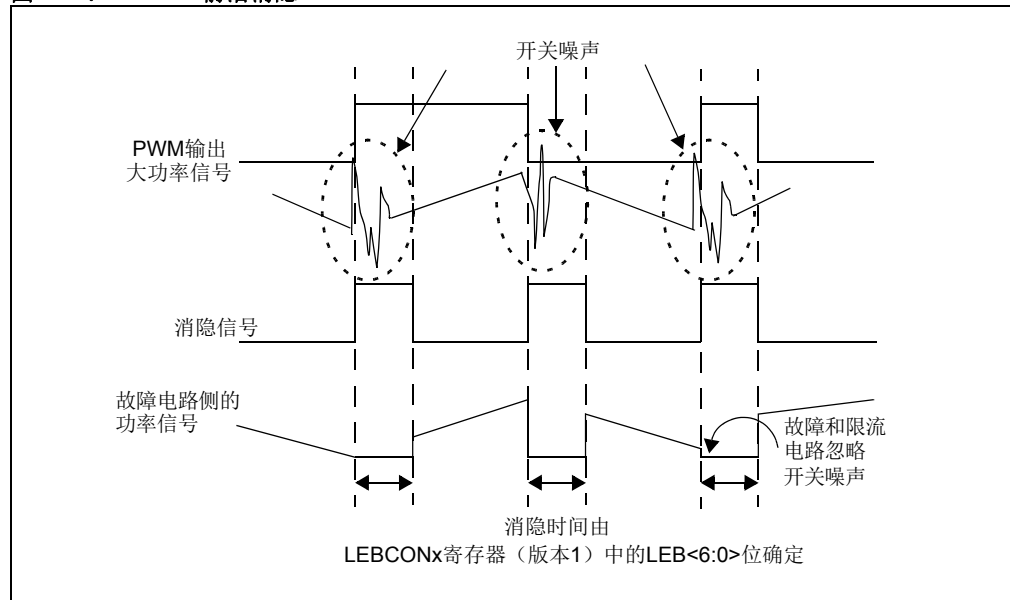 开关噪声
PWM输出
大功率信号
消隐信号
故障电路侧的
功率信号
故障和限流
电路忽略
开关噪声
消隐时间由
LEBCONx寄存器（版本1）中的LEB<6:0>位确定